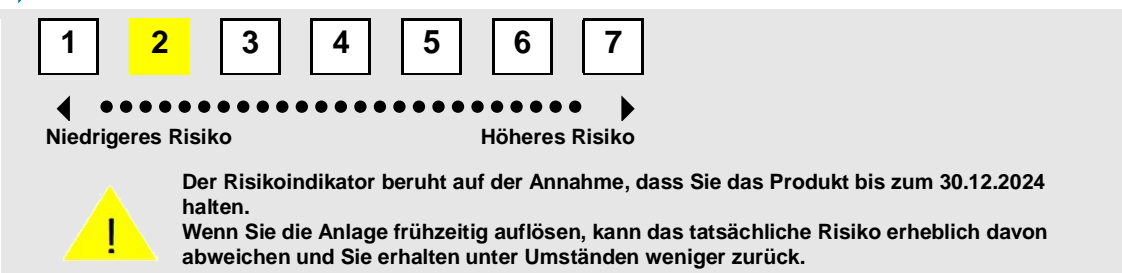 1 2 3 4 5 6 7
Niedrigeres Risiko Höheres Risiko
Der Risikoindikator beruht auf der Annahme, dass Sie das Produkt bis zum 30.12.2024
halten.
Wenn Sie die Anlage frühzeitig auflösen, kann das tatsächliche Risiko erheblich davon
abweichen und Sie erhalten unter Umständen weniger zurück.
!